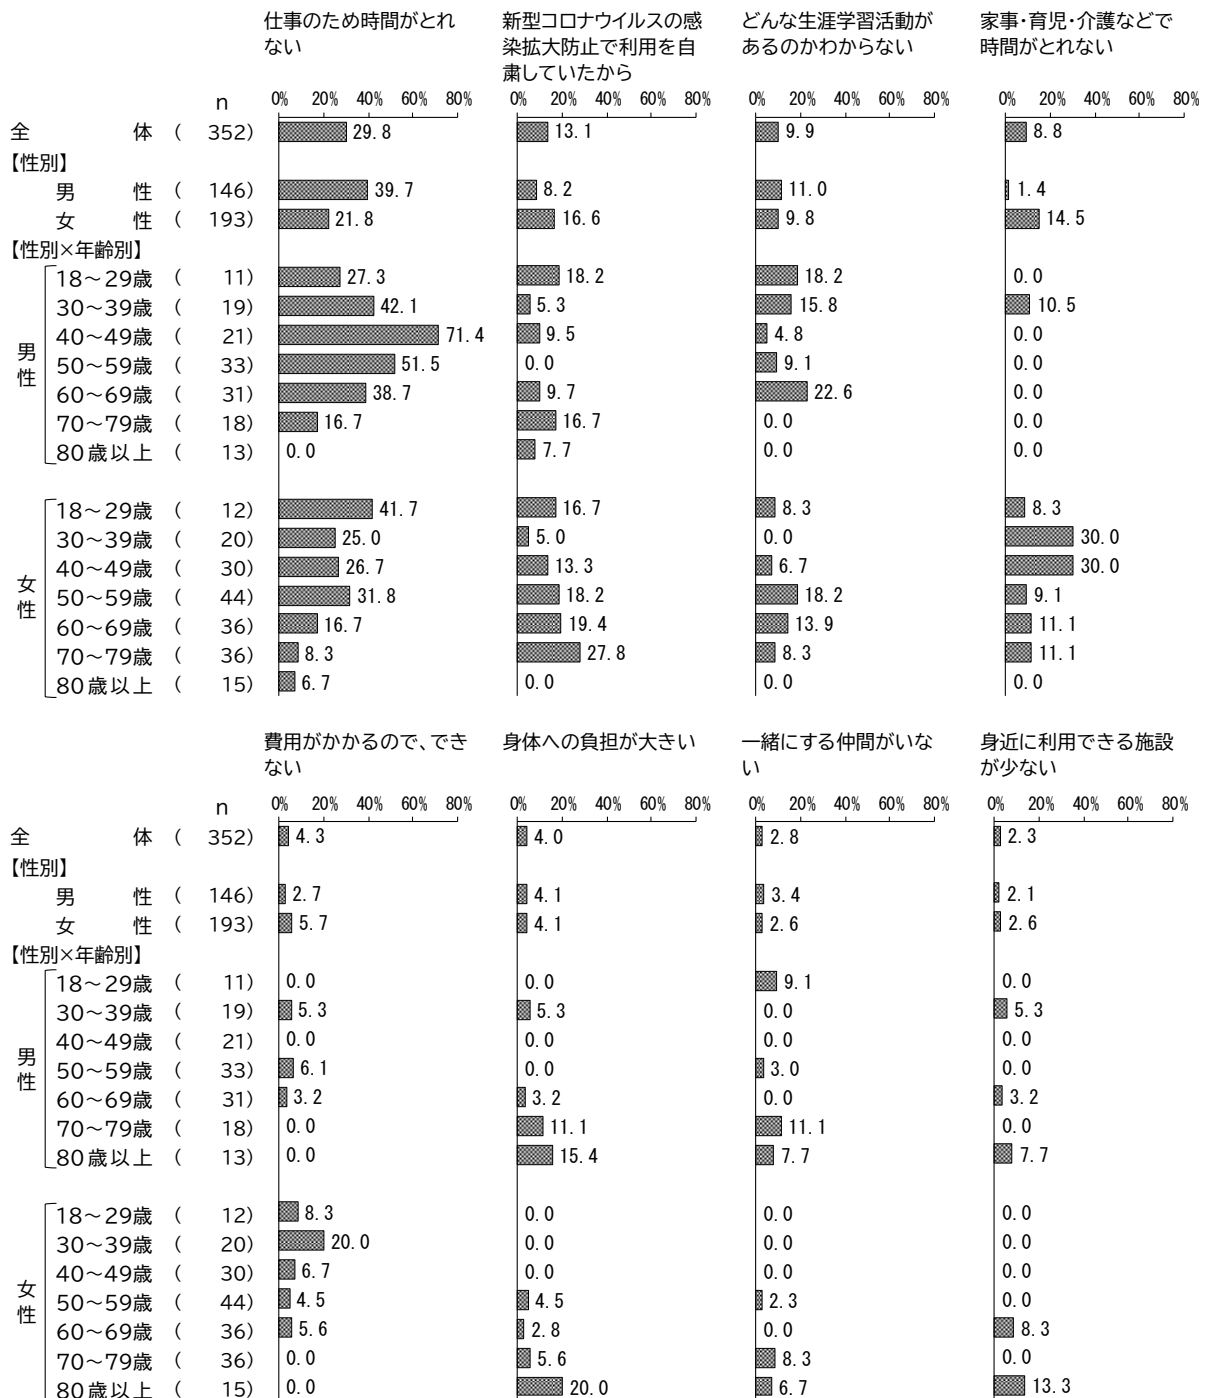 仕事のため時間がとれ 新型コロナウイルスの感 どんな生涯学習活動が 家事・育児・介護などで
ない 染拡大防止で利用を自 あるのかわからない 時間がとれない
粛していたから
n 0% 20% 40% 60% 80% 0% 20% 40% 60% 80% 0% 20% 40% 60% 80% 0% 20% 40% 60% 80%
全体 (352) 29.8 13.1 9.9 8.8
【性別】
男性 (146) 39.7 8.2 11.0 1.4
女性 (193) 21.8 16.6 9.8 14.5
【性別×年齢別】
男性
18～29歳 (11) 27.3 18.2 18.2 0.0
30～39歳 (19) 42.1 5.3 15.8 10.5
40～49歳 (21) 71.4 9.5 4.8 0.0
50～59歳 (33) 51.5 0.0 9.1 0.0
60～69歳 (31) 38.7 9.7 22.6 0.0
70～79歳 (18) 16.7 16.7 0.0 0.0
80歳以上 (13) 0.0 7.7 0.0 0.0
女性
18～29歳 (12) 41.7 16.7 8.3 8.3
30～39歳 (20) 25.0 5.0 0.0 30.0
40～49歳 (30) 26.7 13.3 6.7 30.0
50～59歳 (44) 31.8 18.2 18.2 9.1
60～69歳 (36) 16.7 19.4 13.9 11.1
70～79歳 (36) 8.3 27.8 8.3 11.1
80歳以上 (15) 6.7 0.0 0.0 0.0
費用がかかるので、でき 身体への負担が大きい 一緒にする仲間がいな 身近に利用できる施設
ない い が少ない
n 0% 20% 40% 60% 80% 0% 20% 40% 60% 80% 0% 20% 40% 60% 80% 0% 20% 40% 60% 80%
全体 (352) 4.3 4.0 2.8 2.3
【性別】
男性 (146) 2.7 4.1 3.4 2.1
女性 (193) 5.7 4.1 2.6 2.6
【性別×年齢別】
男性
18～29歳 (11) 0.0 0.0 9.1 0.0
30～39歳 (19) 5.3 5.3 0.0 5.3
40～49歳 (21) 0.0 0.0 0.0 0.0
50～59歳 (33) 6.1 0.0 3.0 0.0
60～69歳 (31) 3.2 3.2 0.0 3.2
70～79歳 (18) 0.0 11.1 11.1 0.0
80歳以上 (13) 0.0 15.4 7.7 7.7
女性
18～29歳 (12) 8.3 0.0 0.0 0.0
30～39歳 (20) 20.0 0.0 0.0 0.0
40～49歳 (30) 6.7 0.0 0.0 0.0
50～59歳 (44) 4.5 4.5 2.3 0.0
60～69歳 (36) 5.6 2.8 0.0 8.3
70～79歳 (36) 0.0 5.6 8.3 0.0
80歳以上 (15) 0.0 20.0 6.7 13.3